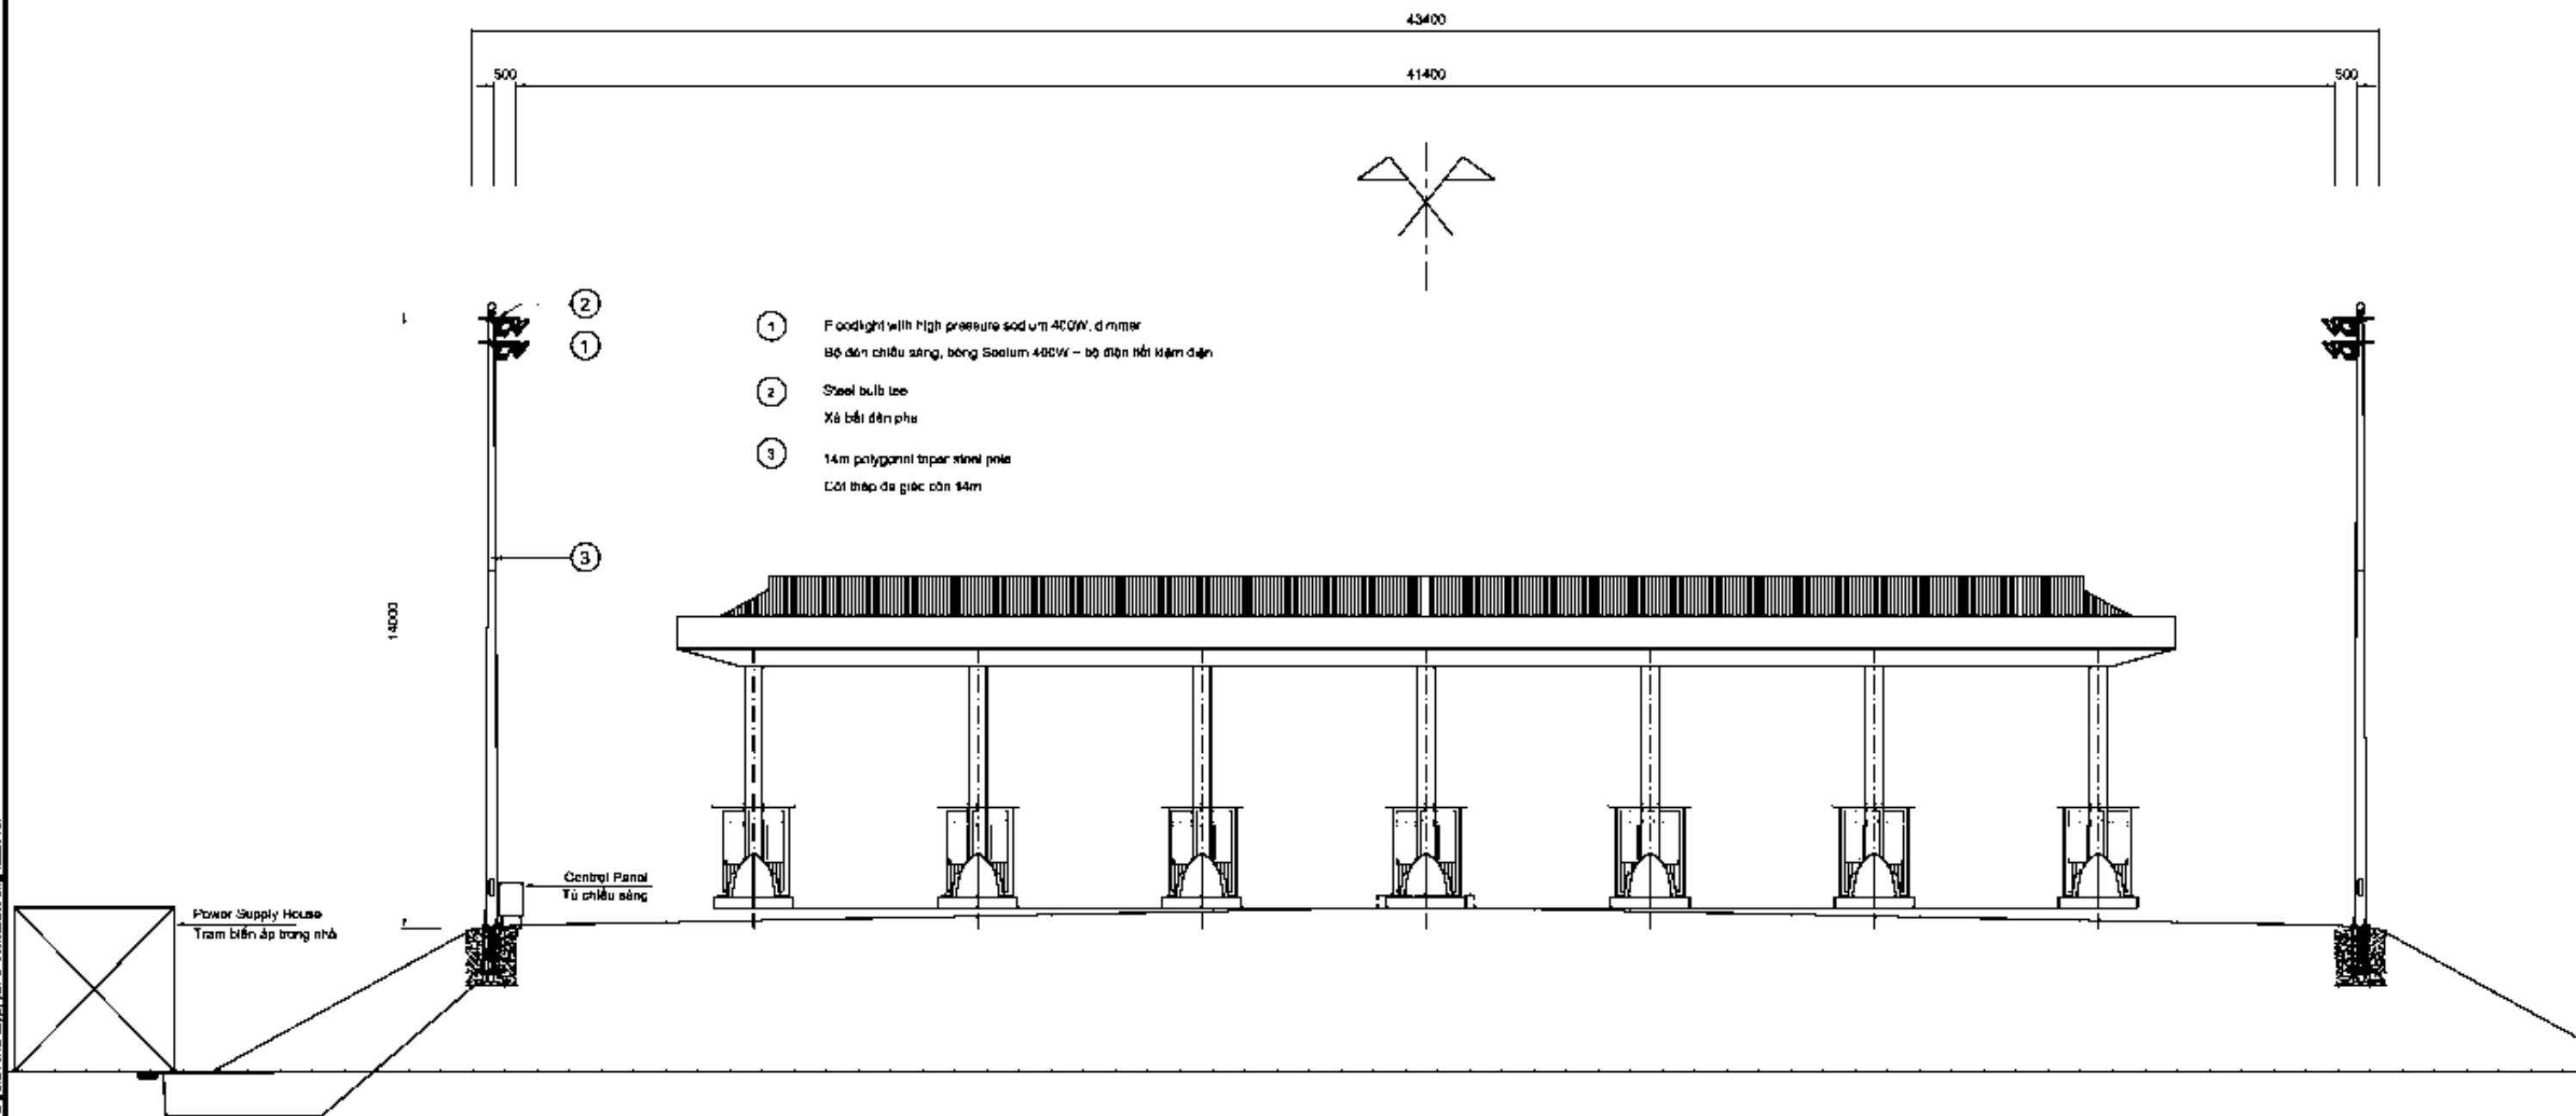 43400
500
41400
500
2
1
1
Floodlight with high pressure sodium 400W, dimmer
Bộ đèn chiếu sáng, bóng Sodium 400W – bộ điện tiết kiệm điện
2
Steel bulb tee
Xà bắt đèn pha
3
14m polygonal taper steel pole
Cột thép đa giác côn 14m
3
14000
Control Panel
Tủ chiếu sáng
Power Supply House
Trạm biến áp trong nhà